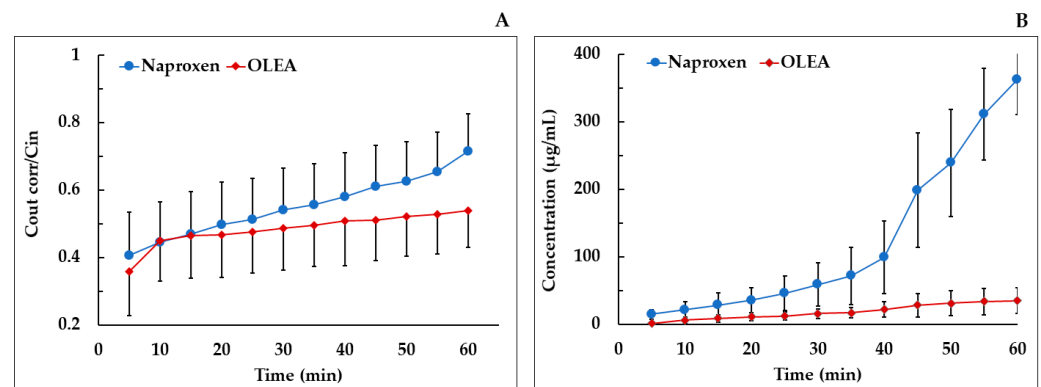 A
Naproxen OLEA
Cout corr/Cin
1
0.8
0.6
0.4
0.2
0 10 20 30 40 50 60
Time (min)
B
Naproxen OLEA
Concentration (µg/mL)
400
300
200
100
0
0 10 20 30 40 50 60
Time (min)